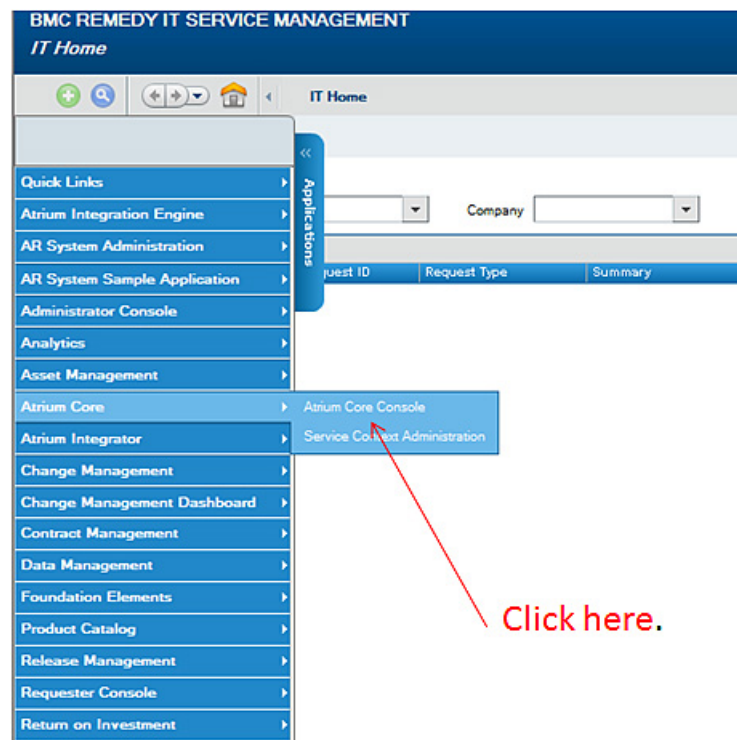 BMC REMEDY IT SERVICE MANAGEMENT
IT Home
IT Home
«
Applications
Quick Links
Atrium Integration Engine
AR System Administration
AR System Sample Application
Administrator Console
Analytics
Asset Management
Atrium Core
Atrium Integrator
Change Management
Change Management Dashboard
Contract Management
Data Management
Foundation Elements
Product Catalog
Release Management
Requester Console
Return on Investment
Company
ID Request Type Summary
Atrium Core Console
Service Context Administration
Click here.